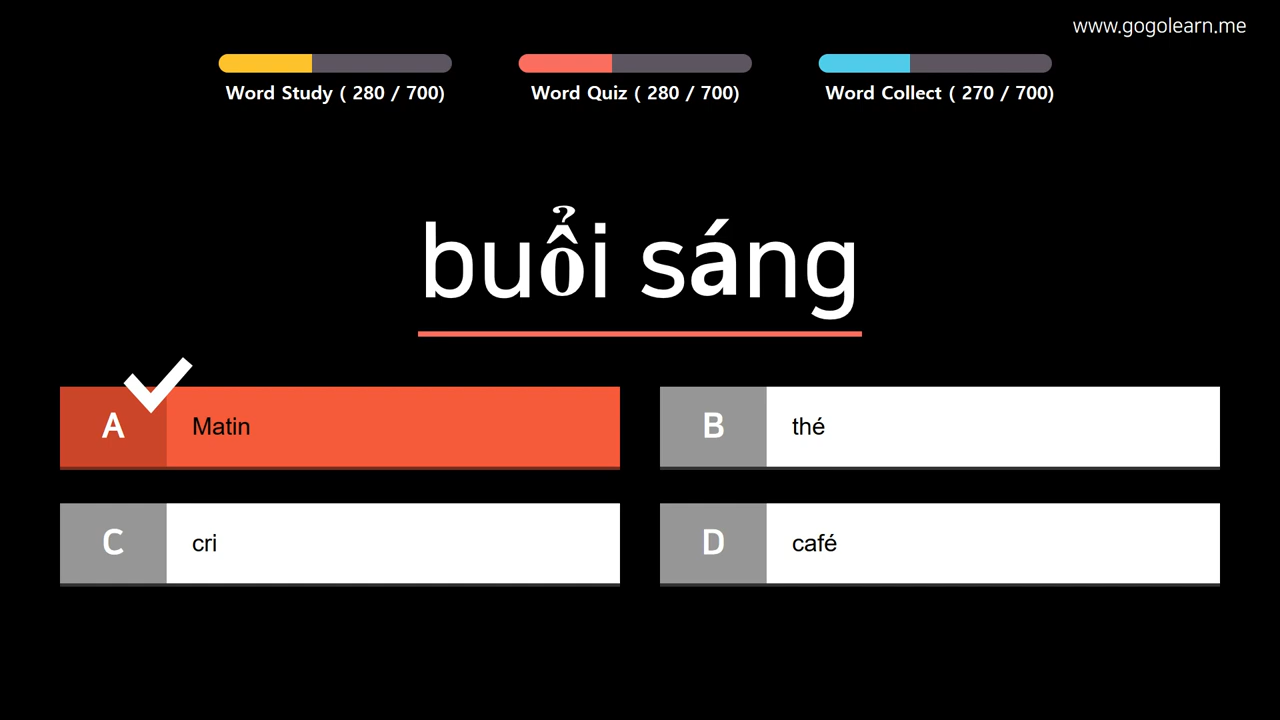 www.gogolearn.me
Word Study ( 280 / 700)
Word Quiz ( 280 / 700)
Word Collect ( 270 / 700)
buổi sáng
A
Matin
B
thé
C
cri
D
café